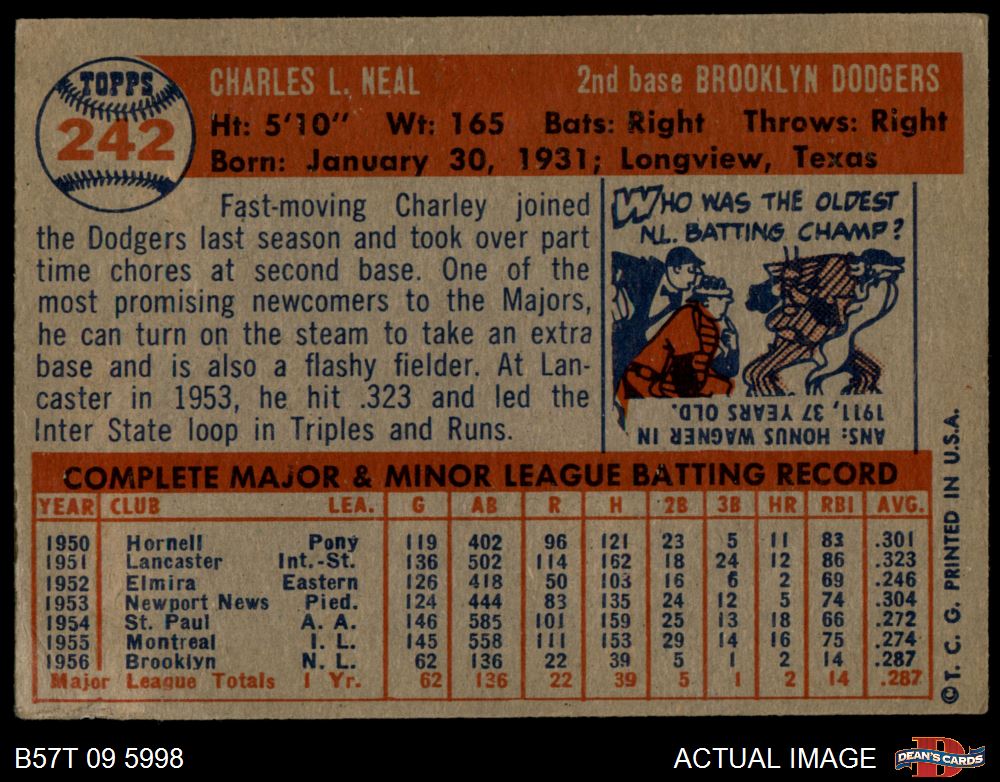 TOPPS
242
CHARLES L. NEAL 2nd base BROOKLYN DODGERS
Ht: 5'10" Wt: 165 Bats: Right Throws: Right
Born: January 30, 1931; Longview, Texas
Fast-moving Charley joined
the Dodgers last season and took over part
time chores at second base. One of the
most promising newcomers to the Majors,
he can turn on the steam to take an extra
base and is also a flashy fielder. At Lan-
caster in 1953, he hit .323 and led the
Inter State loop in Triples and Runs.
WHO WAS THE OLDEST
N.L. BATTING CHAMP?
ANS: HONUS WAGNER IN
1911, 37 YEARS OLD.
COMPLETE MAJOR & MINOR LEAGUE BATTING RECORD
YEAR CLUB LEA. G AB R H 2B 3B HR RBI AVG.
1950 Hornell Pony 119 402 96 121 23 5 11 83 .301
1951 Lancaster Int.-St. 136 502 114 162 18 24 12 86 .323
1952 Elmira Eastern 126 418 50 103 16 6 2 69 .246
1953 Newport News Pied. 124 444 83 135 24 12 5 74 .304
1954 St. Paul A. A. 146 585 101 159 25 13 18 66 .272
1955 Montreal I. L. 145 558 111 153 29 14 16 75 .274
1956 Brooklyn N. L. 62 136 22 39 5 1 2 14 .287
Major League Totals 1 Yr. 62 136 22 39 5 1 2 14 .287
©T. C. G. PRINTED IN U.S.A.
B57T 09 5998 ACTUAL IMAGE
DEAN'S CARDS